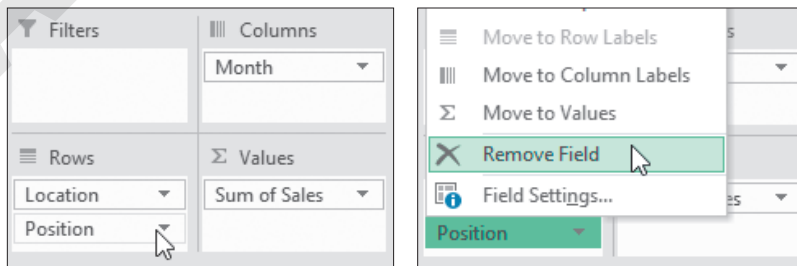 Filters
Columns
Month
Rows
Values
Location
Sum of Sales
Position
Move to Row Labels
Move to Column Labels
Move to Values
Remove Field
Field Settings...
Position